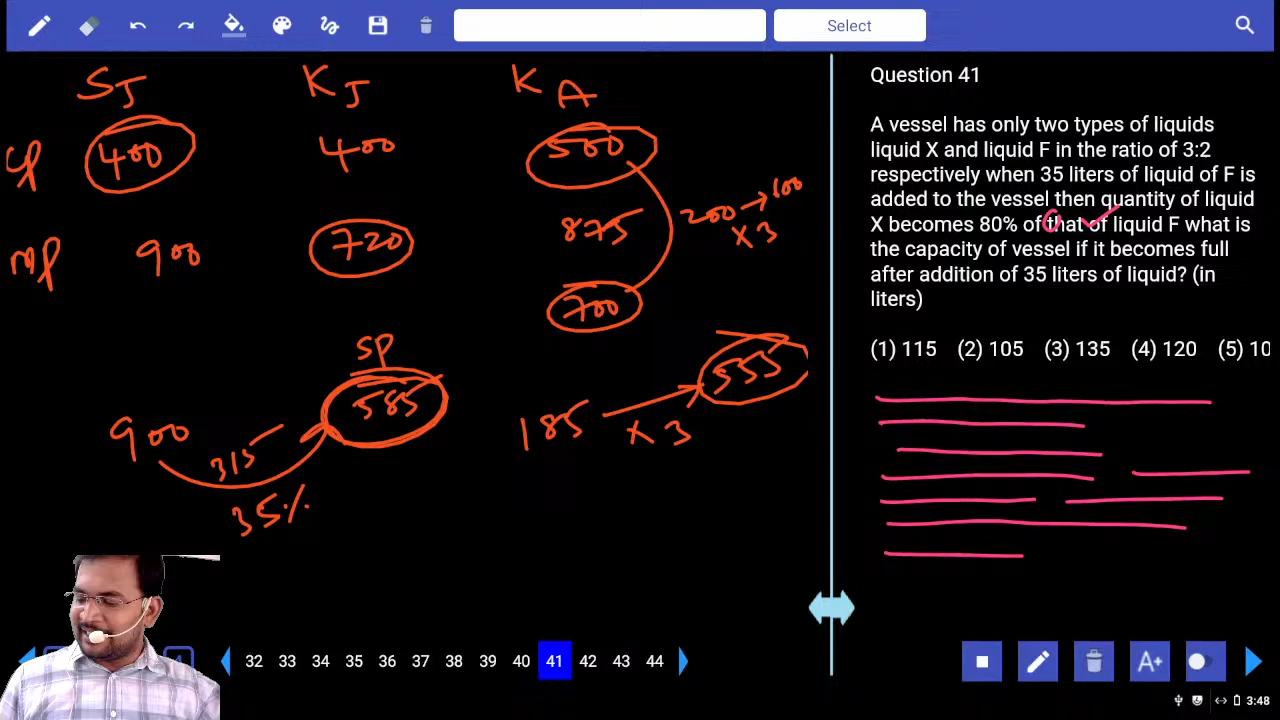 Select
S J K J K A
CP 400 400 500
200 → 100
875 × 3
MP 900 720
700
SP
585 555
900 315 185 × 3
35%
Question 41
A vessel has only two types of liquids
liquid X and liquid F in the ratio of 3:2
respectively when 35 liters of liquid of F is
added to the vessel then quantity of liquid
X becomes 80% of that of liquid F what is
the capacity of vessel if it becomes full
after addition of 35 liters of liquid? (in
liters)
(1) 115 (2) 105 (3) 135 (4) 120 (5) 10
32 33 34 35 36 37 38 39 40 41 42 43 44
A+
3:48